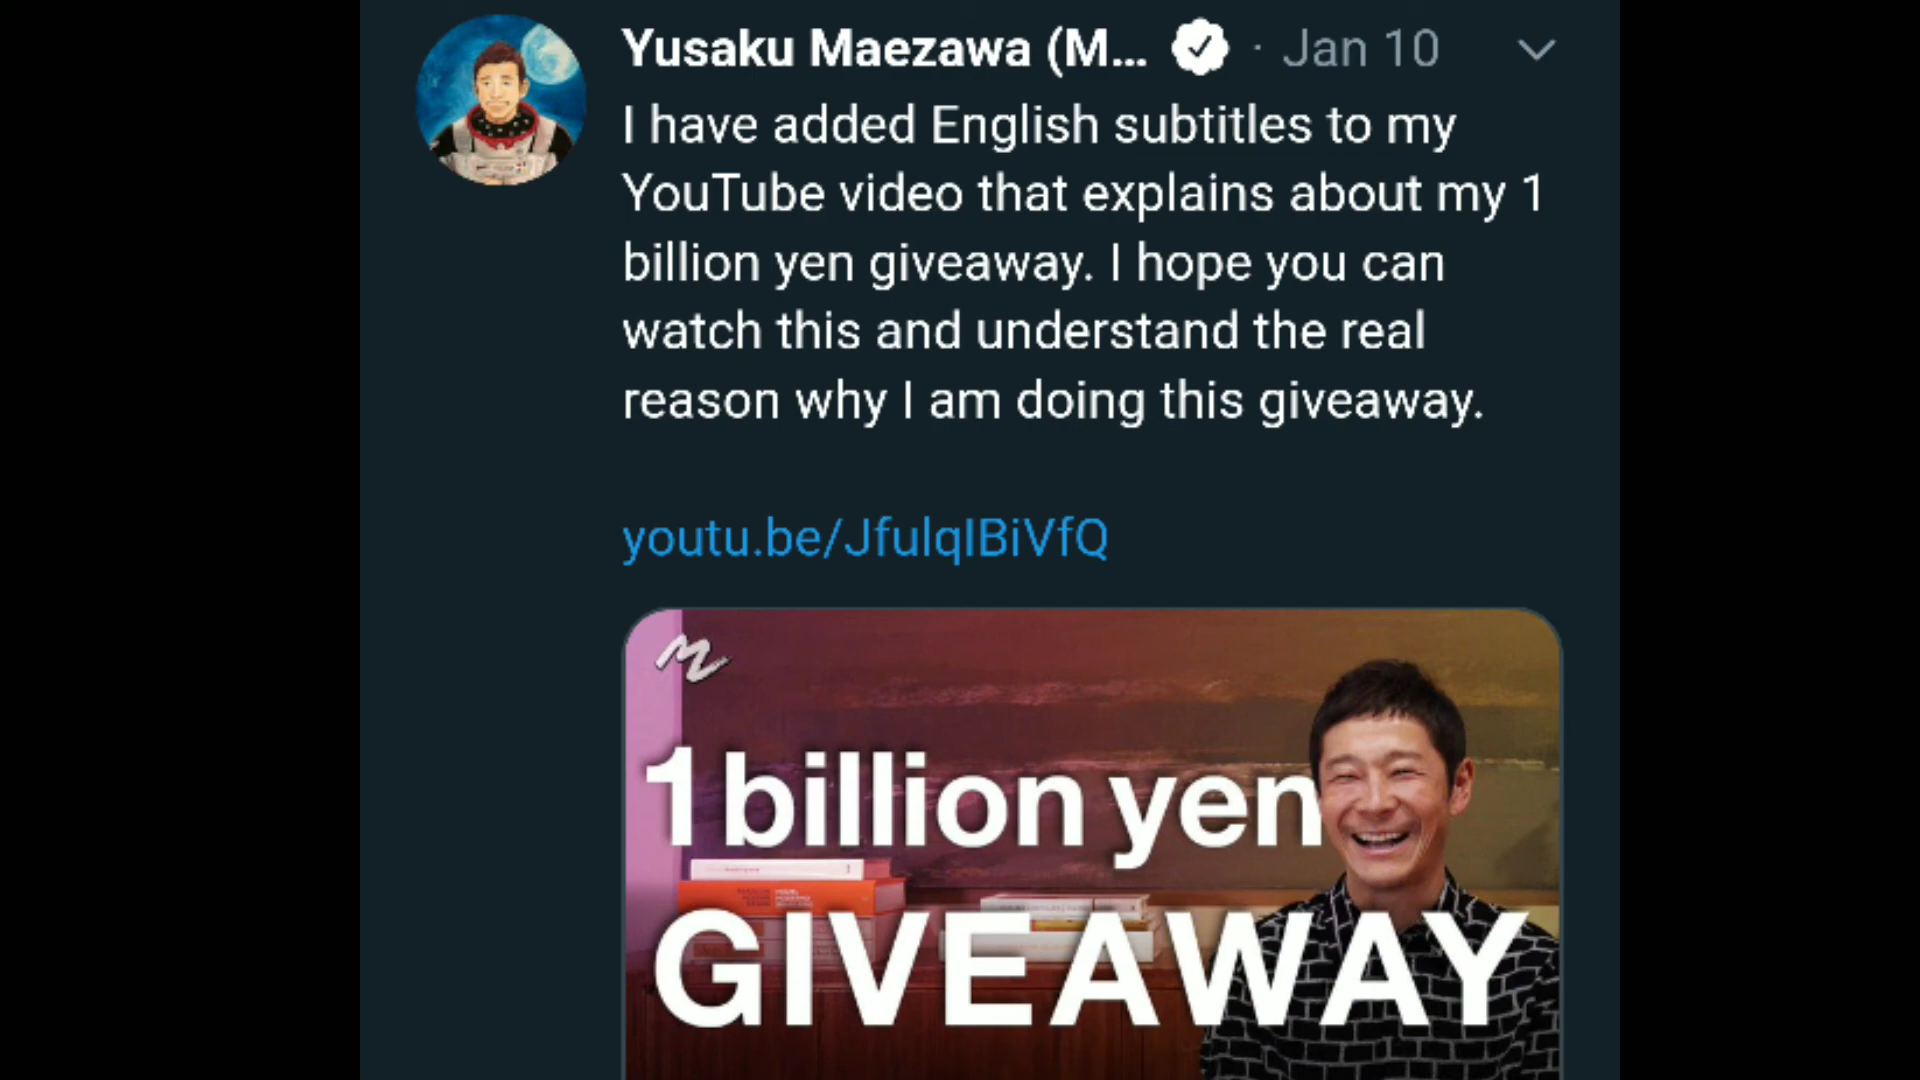 Yusaku Maezawa (M... · Jan 10
I have added English subtitles to my
YouTube video that explains about my 1
billion yen giveaway. I hope you can
watch this and understand the real
reason why I am doing this giveaway.
youtu.be/JfulqIBiVfQ
1 billion yen
GIVEAWAY